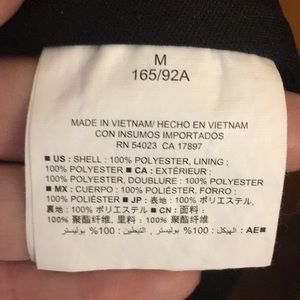 M
165/92A
MADE IN VIETNAM/ HECHO EN VIETNAM
CON INSUMOS IMPORTADOS
RN 54023 CA 17897
■ US : SHELL : 100% POLYESTER, LINING :
100% POLYESTER ■ CA : EXTÉRIEUR :
100% POLYESTER, DOUBLURE : 100% POLYESTER
■ MX : CUERPO : 100% POLIÉSTER, FORRO :
100% POLIÉSTER ■ JP : 表地 : 100% ポリエステル,
裏地 : 100% ポリエステル ■ CN : 面料 :
100% 聚酯纤维, 里料 : 100% 聚酯纤维
■ AE : الهيكل : 100% بوليستر , التبطين : 100% بوليستر